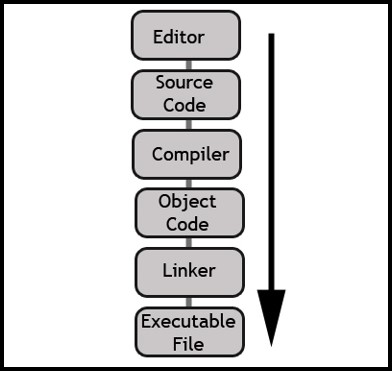 Editor
Source
Code
Compiler
Object
Code
Linker
Executable
File